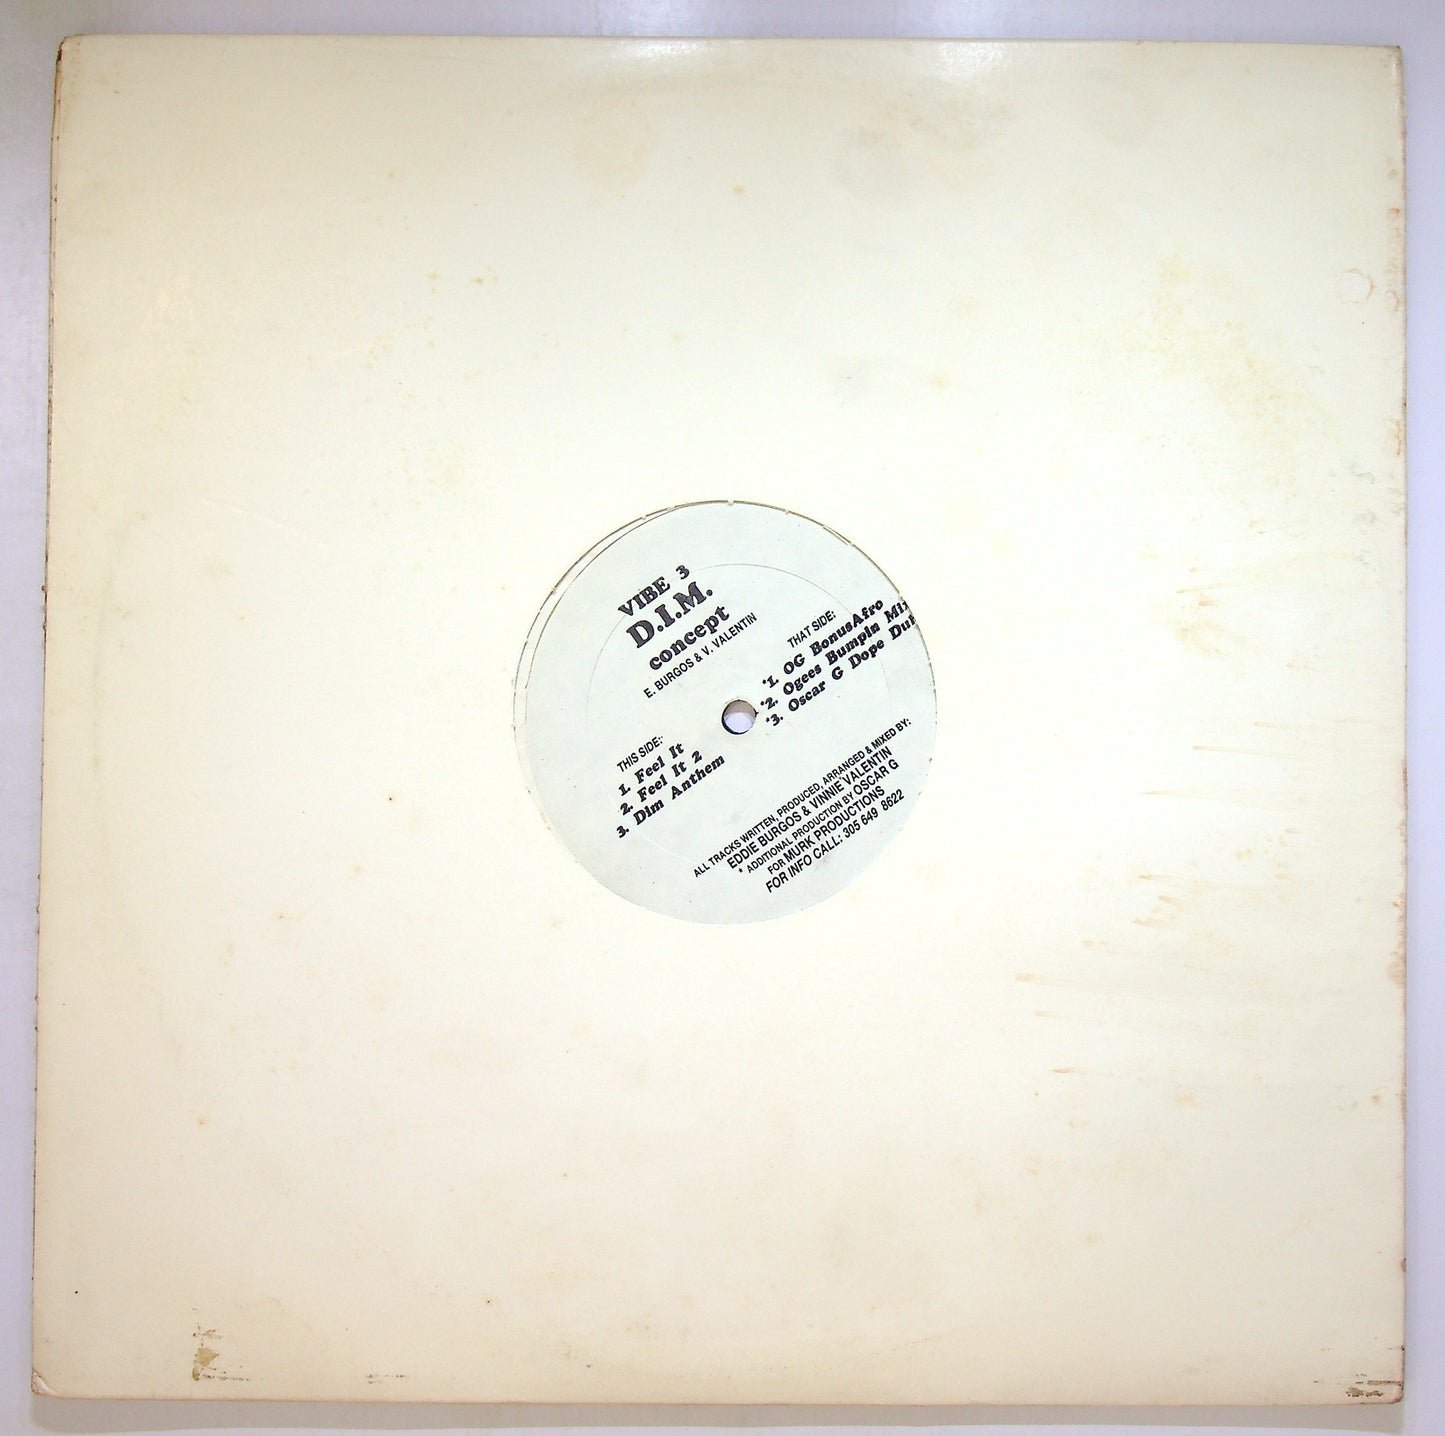 VIBE 3
D.I.M.
concept
E. BURGOS & V. VALENTIN
THIS SIDE:
1. Feel It
2. Feel It 2
3. Dim Anthem
THAT SIDE:
*1. OG BonusAfro
*2. Ogees Bumpin Mix
*3. Oscar G Dope Dub
ALL TRACKS WRITTEN, PRODUCED, ARRANGED & MIXED BY:
EDDIE BURGOS & VINNIE VALENTIN
* ADDITIONAL PRODUCTION BY OSCAR G
FOR MURK PRODUCTIONS
FOR INFO CALL: 305 649 8622